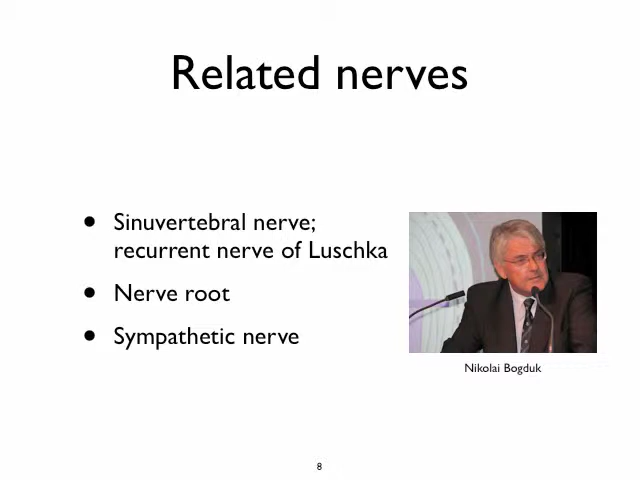 Related nerves
• Sinuvertebral nerve;
recurrent nerve of Luschka
• Nerve root
• Sympathetic nerve
Nikolai Bogduk
8